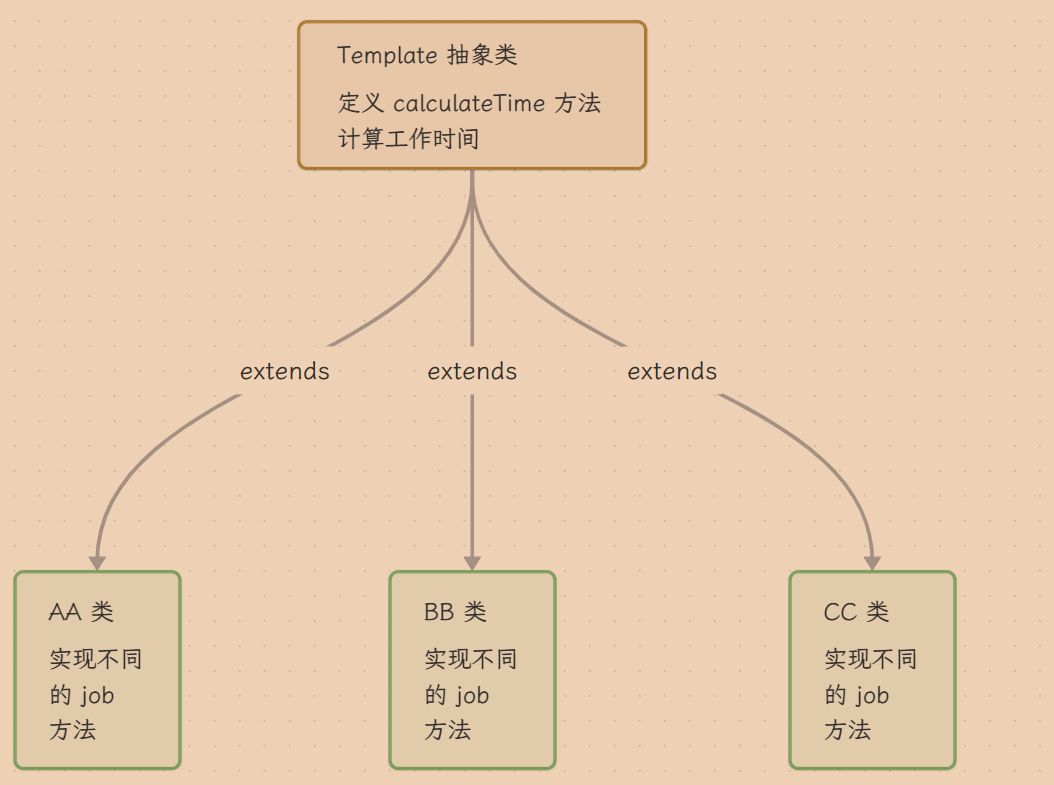 Template 抽象类
定义 calculateTime 方法
计算工作时间
extends
extends
extends
AA 类
实现不同
的 job
方法
BB 类
实现不同
的 job
方法
CC 类
实现不同
的 job
方法